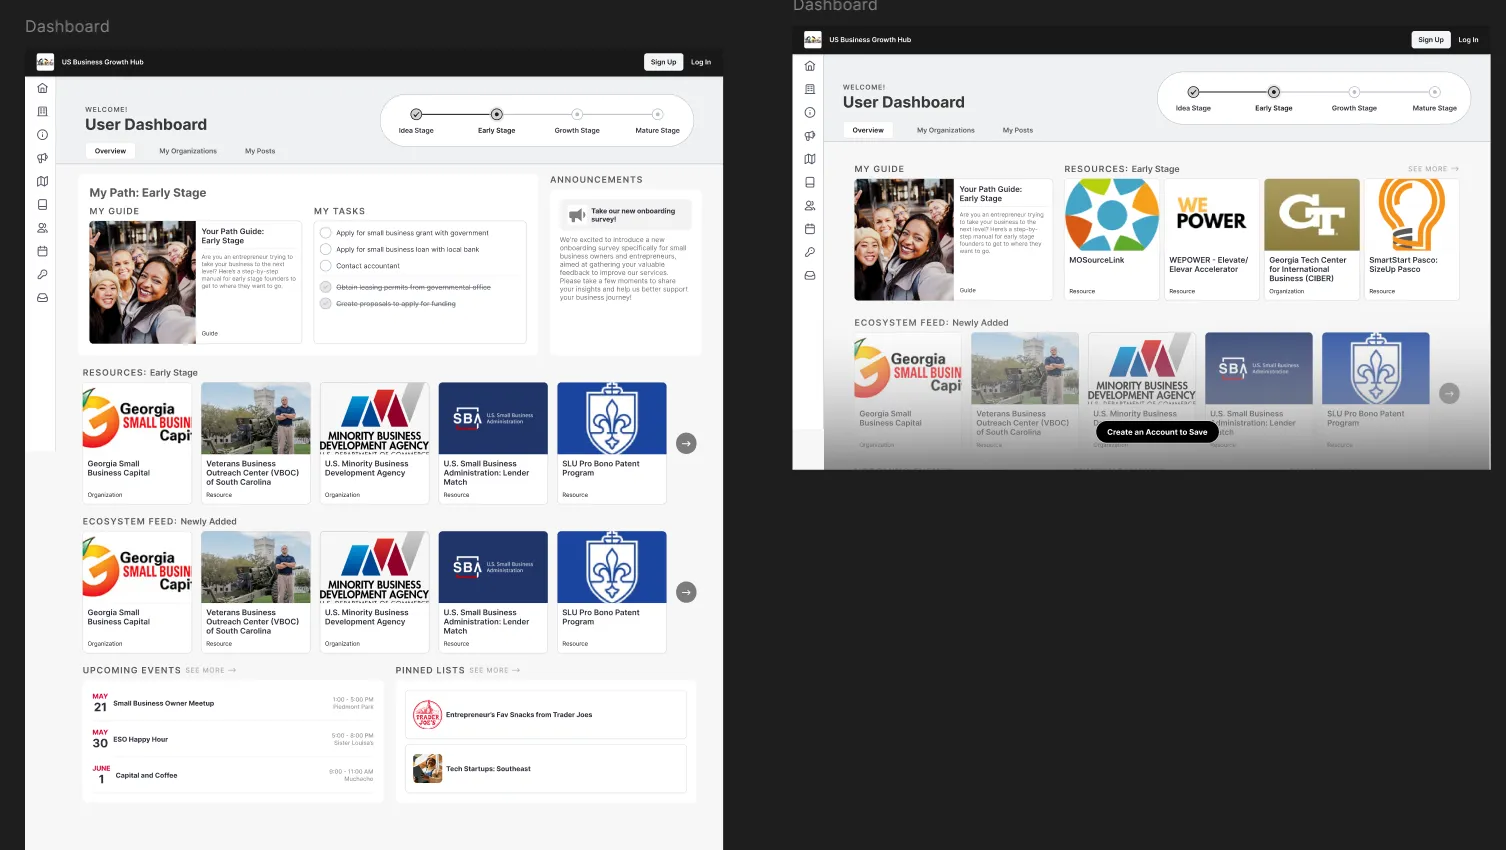 Dashboard
US Business Growth Hub
Sign Up
Log In
WELCOME!
User Dashboard
Idea Stage
Early Stage
Growth Stage
Mature Stage
Overview
My Organizations
My Posts
My Path: Early Stage
MY GUIDE
Your Path Guide:
Early Stage
Are you an entrepreneur trying
to take your business to the
next level? Here's a step-by-step
manual for early stage founders to
get to where they want to go.
Guide
MY TASKS
Apply for small business grant with government
Apply for small business loan with local bank
Contact accountant
Obtain leasing permits from governmental office
Create proposals to apply for funding
ANNOUNCEMENTS
Take our new onboarding
survey!
We're excited to introduce a new
onboarding survey specifically for small
business owners and entrepreneurs,
aimed at gathering your valuable
feedback to improve our services.
Please take a few moments to share
your insights and help us better support
your business journey!
RESOURCES: Early Stage
Georgia
SMALL BUSIN
Capi
Georgia Small
Business Capital
Organization
Veterans Business
Outreach Center (VBOC)
of South Carolina
Resource
MINORITY BUSINESS
DEVELOPMENT AGENCY
U.S. DEPARTMENT OF COMMERCE
U.S. Minority Business
Development Agency
Organization
SBA
U.S. Small Business
Administration
U.S. Small Business
Administration: Lender
Match
Resource
SLU Pro Bono Patent
Program
Resource
ECOSYSTEM FEED: Newly Added
Georgia
SMALL BUSIN
Capi
Georgia Small
Business Capital
Organization
Veterans Business
Outreach Center (VBOC)
of South Carolina
Resource
MINORITY BUSINESS
DEVELOPMENT AGENCY
U.S. DEPARTMENT OF COMMERCE
U.S. Minority Business
Development Agency
Organization
SBA
U.S. Small Business
Administration
U.S. Small Business
Administration: Lender
Match
Resource
SLU Pro Bono Patent
Program
Resource
UPCOMING EVENTS SEE MORE →
MAY
21
Small Business Owner Meetup
1:00 - 5:00 PM
Piedmont Park
MAY
30
ESO Happy Hour
5:00 - 8:00 PM
Sister Louisa's
JUNE
1
Capital and Coffee
8:00 - 11:00 AM
Muchacho
PINNED LISTS SEE MORE →
TRADER
JOE'S
Entrepreneur's Fav Snacks from Trader Joes
Tech Startups: Southeast
Dashboard
US Business Growth Hub
Sign Up
Log In
WELCOME!
User Dashboard
Idea Stage
Early Stage
Growth Stage
Mature Stage
Overview
My Organizations
My Posts
MY GUIDE
Your Path Guide:
Early Stage
Are you an entrepreneur trying
to take your business to the
next level? Here's a step-by-
step manual for early stage
founders to get to where they
want to go.
Guide
RESOURCES: Early Stage
SEE MORE →
MOSourceLink
Resource
WE
POWER
WEPOWER - Elevate/
Elevar Accelerator
Resource
GT
Georgia Tech Center
for International
Business (CIBER)
Organization
SmartStart Pasco:
SizeUp Pasco
Resource
ECOSYSTEM FEED: Newly Added
Georgia
SMALL BUSIN
Capi
Georgia Small
Business Capital
Organization
Veterans Business
Outreach Center (VBOC)
of South Carolina
Resource
MINORITY BUSINESS
DEVELOPMENT AGENCY
U.S. DEPARTMENT OF COMMERCE
U.S. Minority Business
SBA
U.S. Small Business
Administration
U.S. Small Business
SLU Pro Bono Patent
Program
Resource
Create an Account to Save